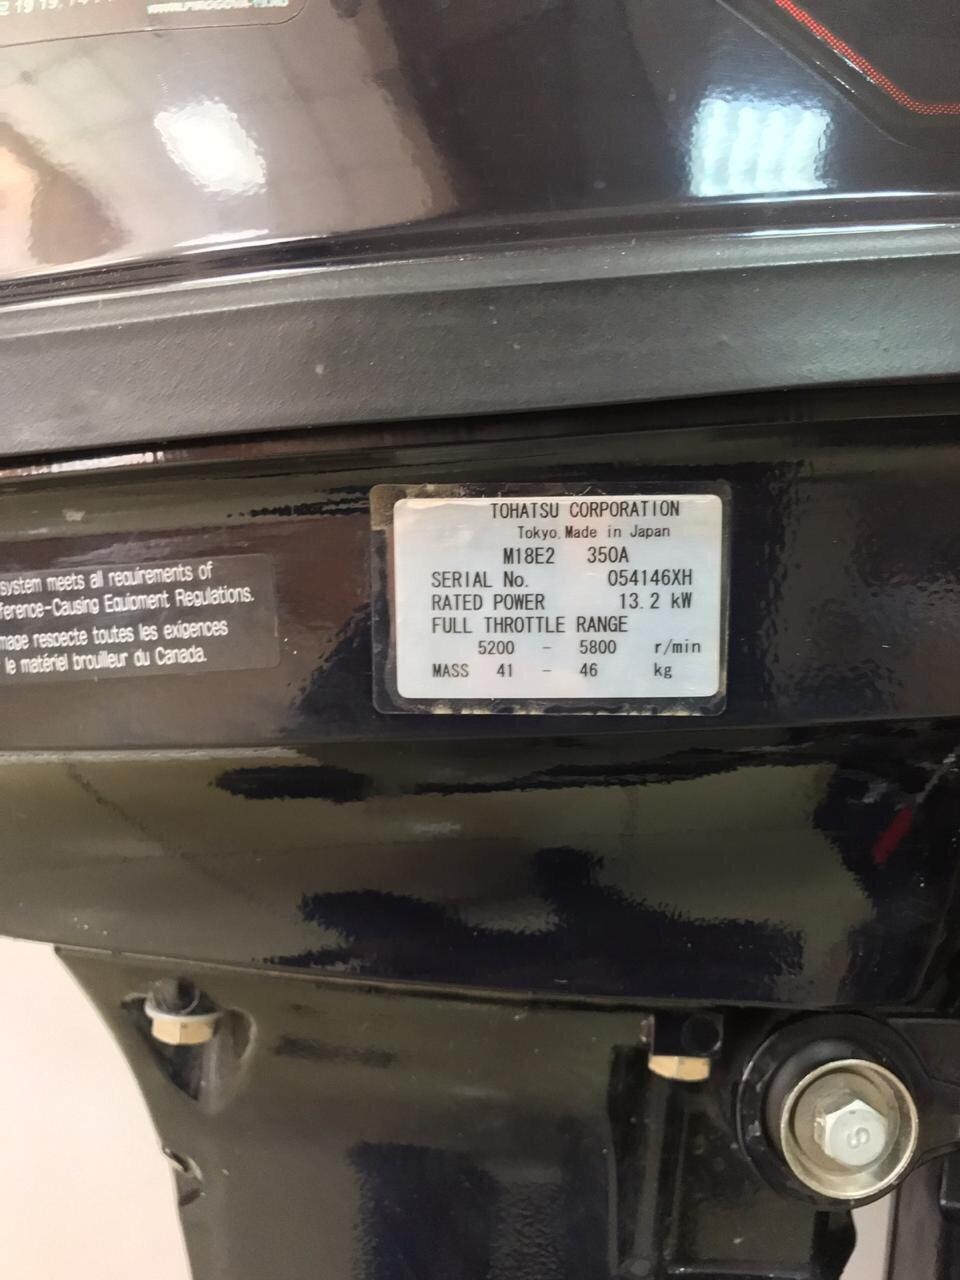 19 19,
TOHATSU CORPORATION
Tokyo, Made in Japan
M18E2 350A
SERIAL No. 054146XH
RATED POWER 13.2 kW
FULL THROTTLE RANGE
5200 - 5800 r/min
MASS 41 - 46 kg
system meets all requirements of
ference-Causing Equipment Regulations.
mage respecte toutes les exigences
le matériel brouilleur du Canada.